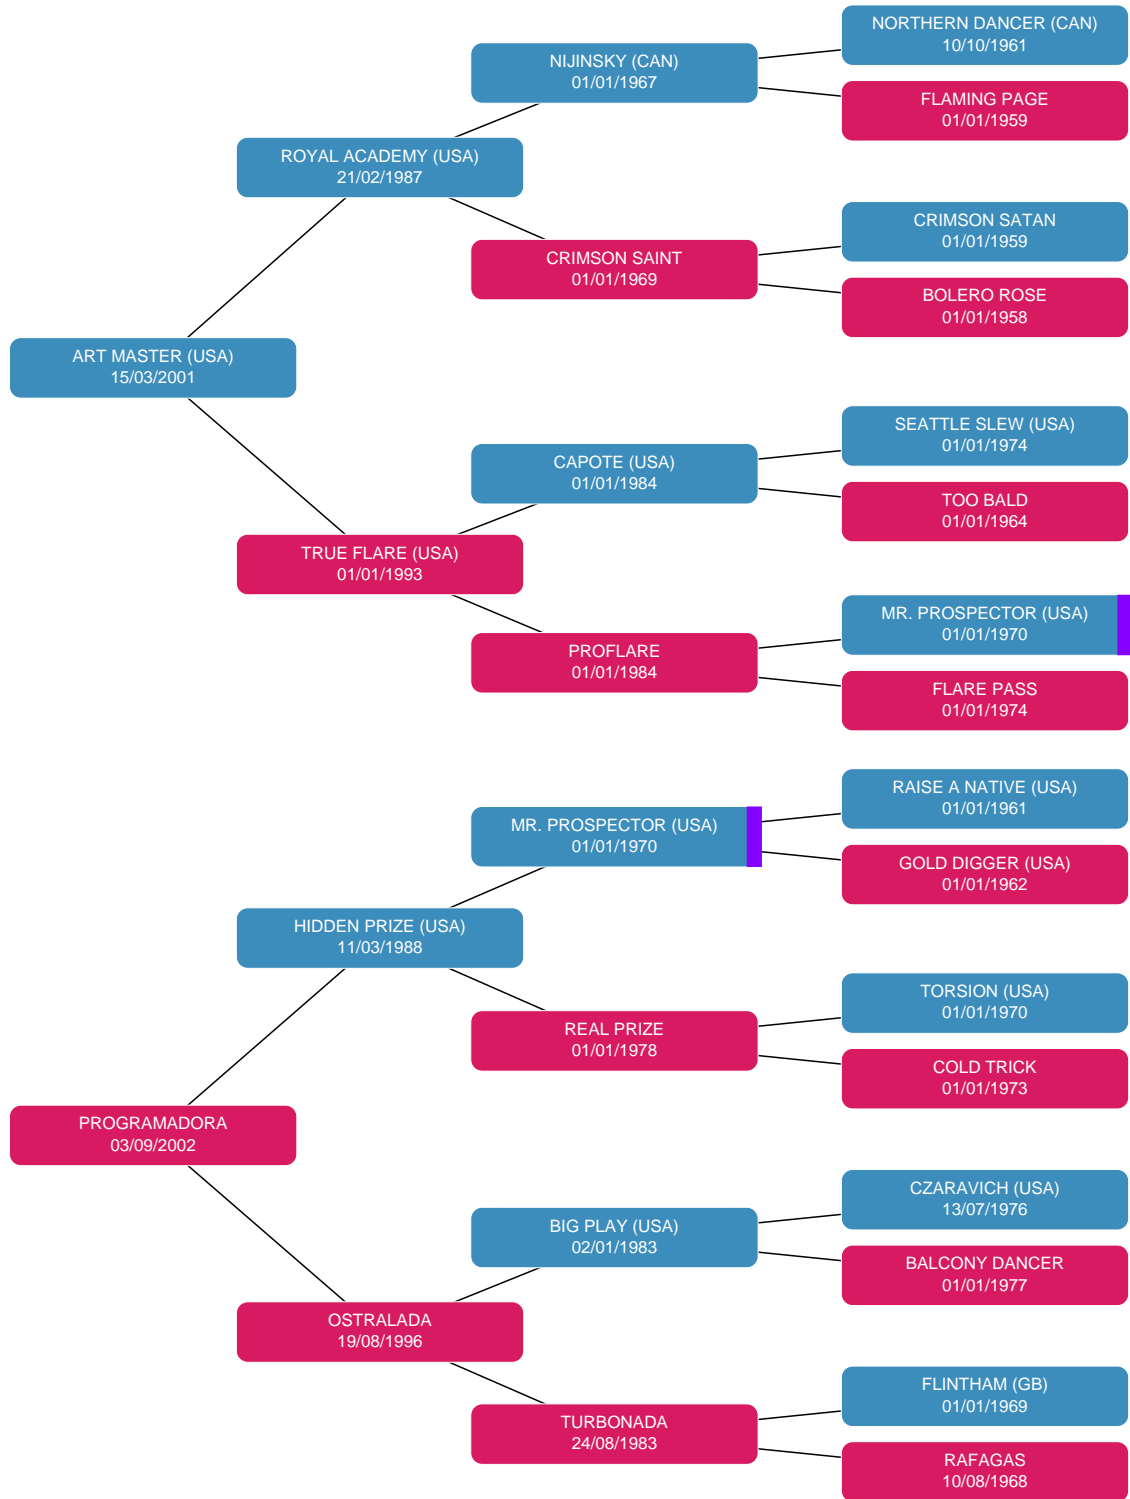 NORTHERN DANCER (CAN)
10/10/1961
NIJINSKY (CAN)
01/01/1967
FLAMING PAGE
01/01/1959
ROYAL ACADEMY (USA)
21/02/1987
CRIMSON SATAN
01/01/1959
CRIMSON SAINT
01/01/1969
BOLERO ROSE
01/01/1958
ART MASTER (USA)
15/03/2001
SEATTLE SLEW (USA)
01/01/1974
CAPOTE (USA)
01/01/1984
TOO BALD
01/01/1964
TRUE FLARE (USA)
01/01/1993
MR. PROSPECTOR (USA)
01/01/1970
PROFLARE
01/01/1984
FLARE PASS
01/01/1974
RAISE A NATIVE (USA)
01/01/1961
MR. PROSPECTOR (USA)
01/01/1970
GOLD DIGGER (USA)
01/01/1962
HIDDEN PRIZE (USA)
11/03/1988
TORSION (USA)
01/01/1970
REAL PRIZE
01/01/1978
COLD TRICK
01/01/1973
PROGRAMADORA
03/09/2002
CZARAVICH (USA)
13/07/1976
BIG PLAY (USA)
02/01/1983
BALCONY DANCER
01/01/1977
OSTRALADA
19/08/1996
FLINTHAM (GB)
01/01/1969
TURBONADA
24/08/1983
RAFAGAS
10/08/1968